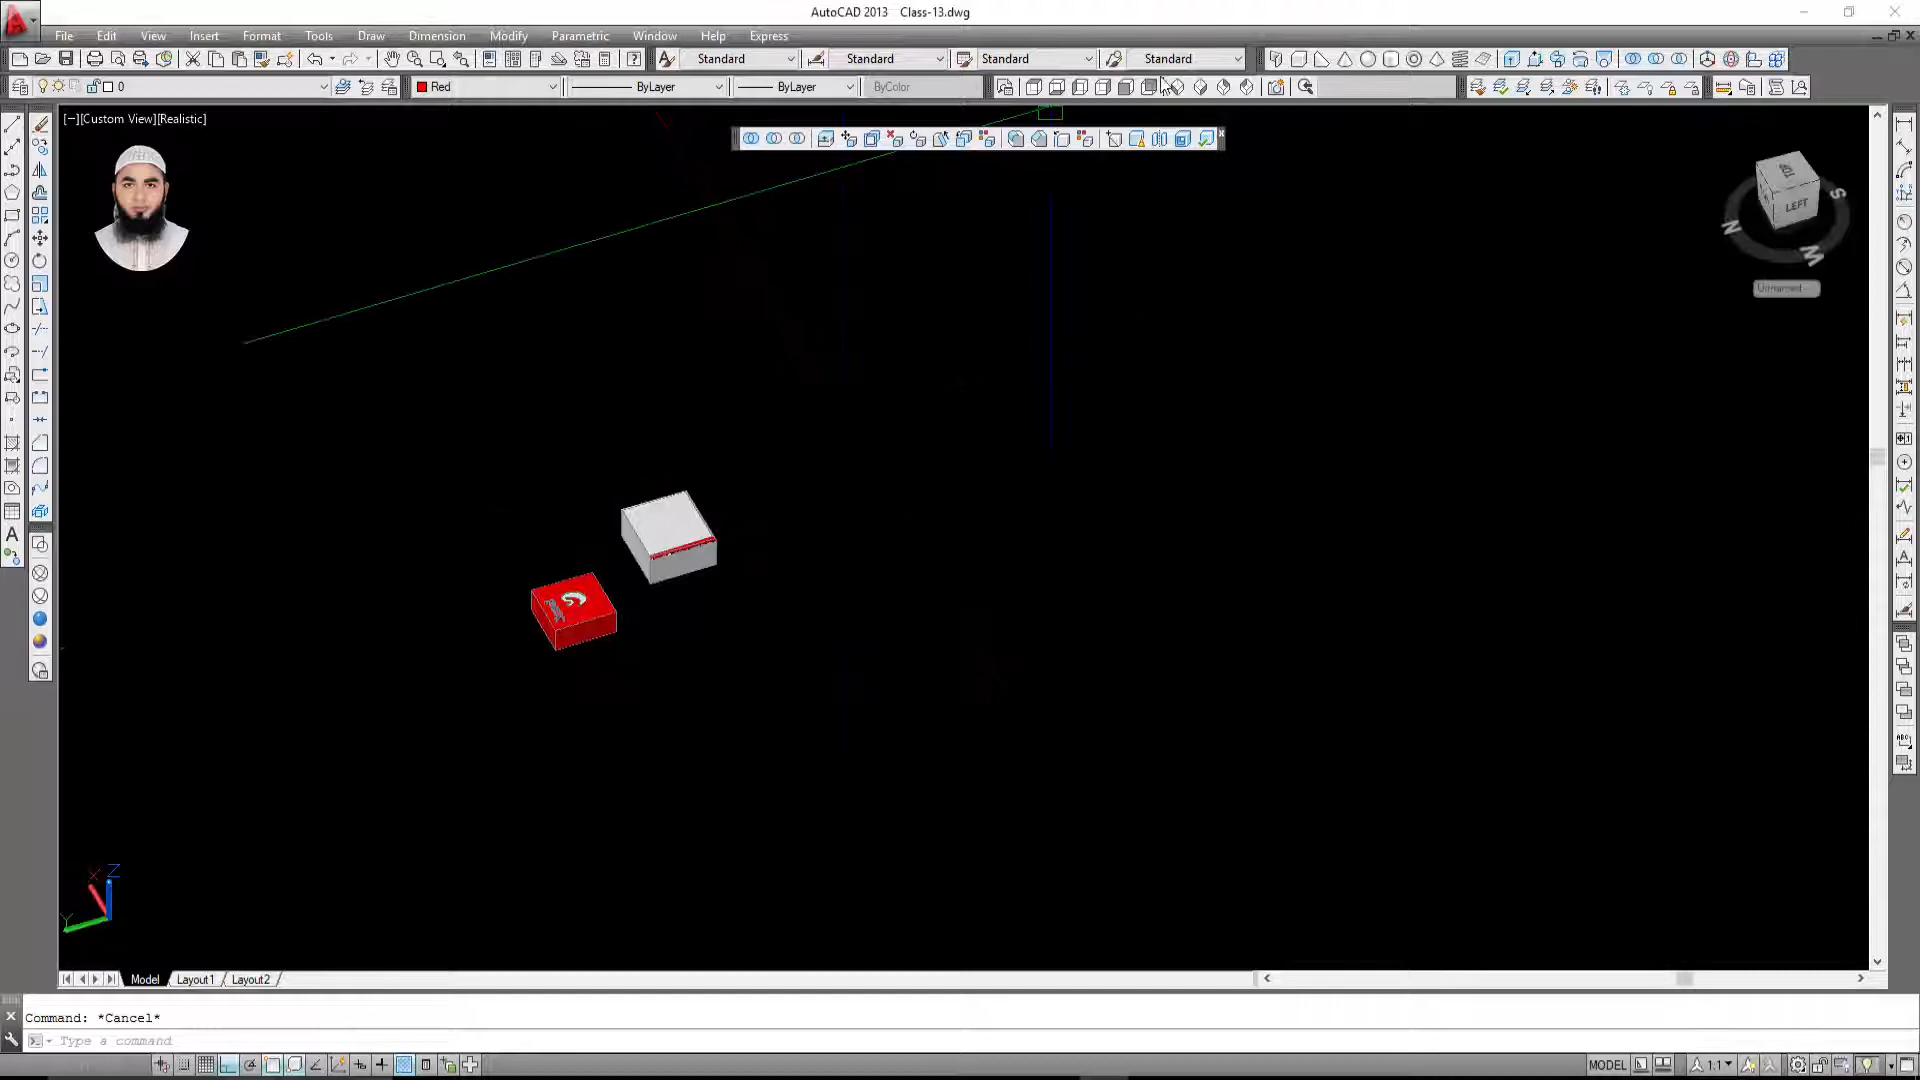 AutoCAD 2013 Class-13.dwg
File Edit View Insert Format Tools Draw Dimension Modify Parametric Window Help Express
Standard Standard Standard Standard
0 Red ByLayer ByLayer ByColor
[−][Custom View][Realistic]
TOP
LEFT
S
N
W
Unnamed
X Z
Y
Model Layout1 Layout2
Command: *Cancel*
Type a command
MODEL 1:1